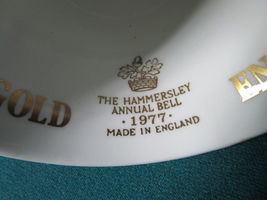 THE HAMMERSLEY
ANNUAL BELL
· 1977 ·
MADE IN ENGLAND
GOLD
EN